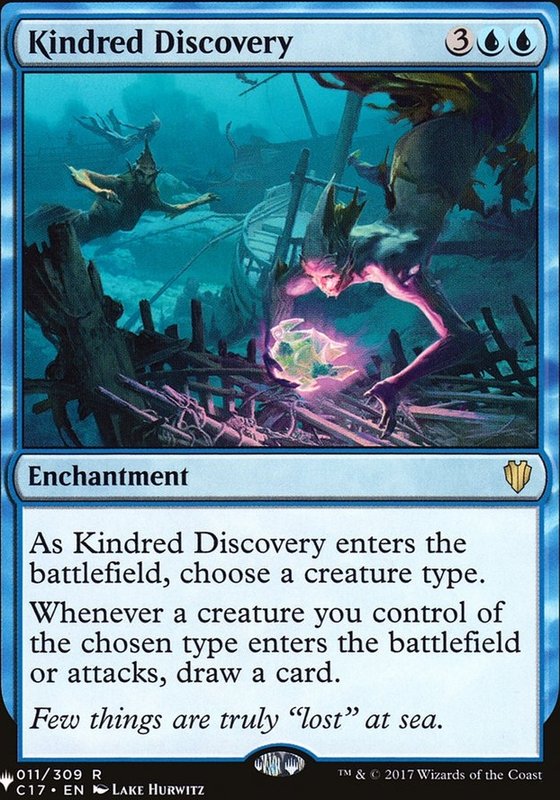 Kindred Discovery 3
Enchantment
As Kindred Discovery enters the
battlefield, choose a creature type.
Whenever a creature you control of
the chosen type enters the battlefield
or attacks, draw a card.
Few things are truly “lost” at sea.
011/309 R
C17 • EN Lake Hurwitz
™ & © 2017 Wizards of the Coast